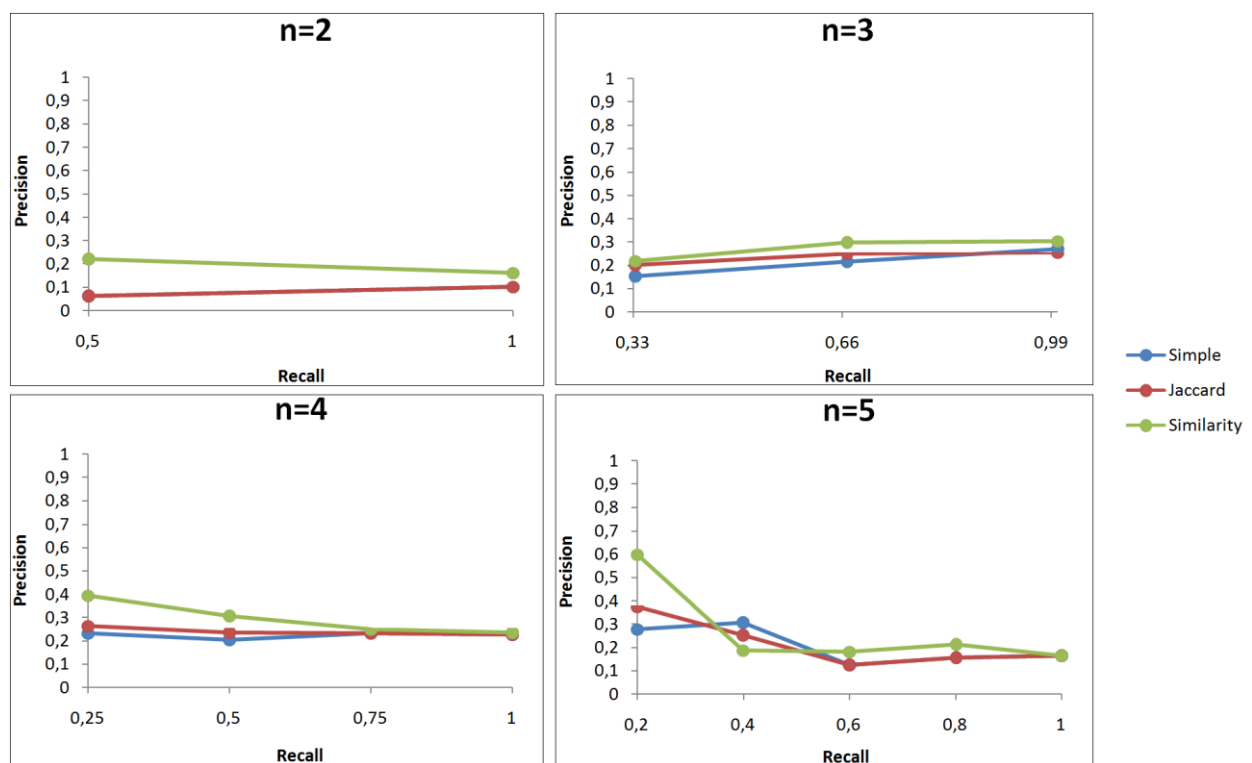 n=2
1
0,9
0,8
0,7
0,6
0,5
0,4
0,3
0,2
0,1
0
Precision
0,5 1
Recall
n=3
1
0,9
0,8
0,7
0,6
0,5
0,4
0,3
0,2
0,1
0
Precision
0,33 0,66 0,99
Recall
n=4
1
0,9
0,8
0,7
0,6
0,5
0,4
0,3
0,2
0,1
0
Precision
0,25 0,5 0,75 1
Recall
n=5
1
0,9
0,8
0,7
0,6
0,5
0,4
0,3
0,2
0,1
0
Precision
0,2 0,4 0,6 0,8 1
Recall
Simple
Jaccard
Similarity